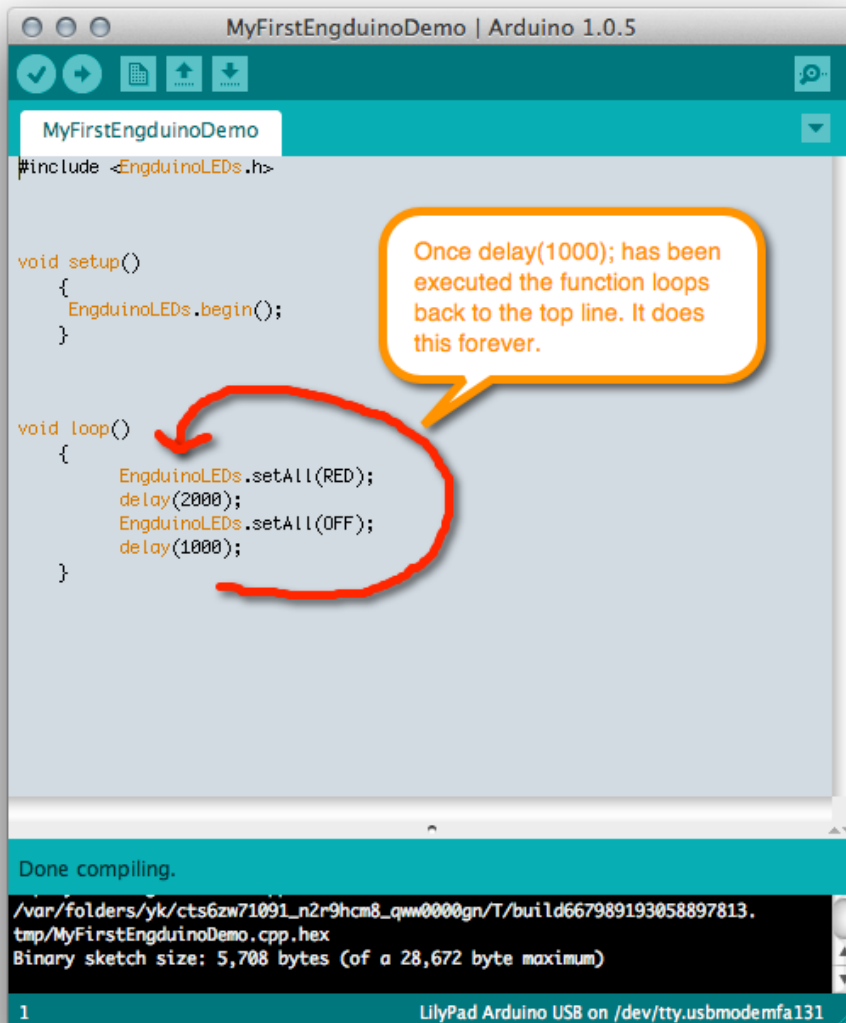 MyFirstEngduinoDemo | Arduino 1.0.5
MyFirstEngduinoDemo
#include <EngduinoLEDs.h>
void setup()
{
EngduinoLEDs.begin();
}
Once delay(1000); has been
executed the function loops
back to the top line. It does
this forever.
void loop()
{
EngduinoLEDs.setAll(RED);
delay(2000);
EngduinoLEDs.setAll(OFF);
delay(1000);
}
Done compiling.
/var/folders/yk/cts6zw71091_n2r9hcm8_qww0000gn/T/build667989193058897813.
tmp/MyFirstEngduinoDemo.cpp.hex
Binary sketch size: 5,708 bytes (of a 28,672 byte maximum)
1
LilyPad Arduino USB on /dev/tty.usbmodemfa131